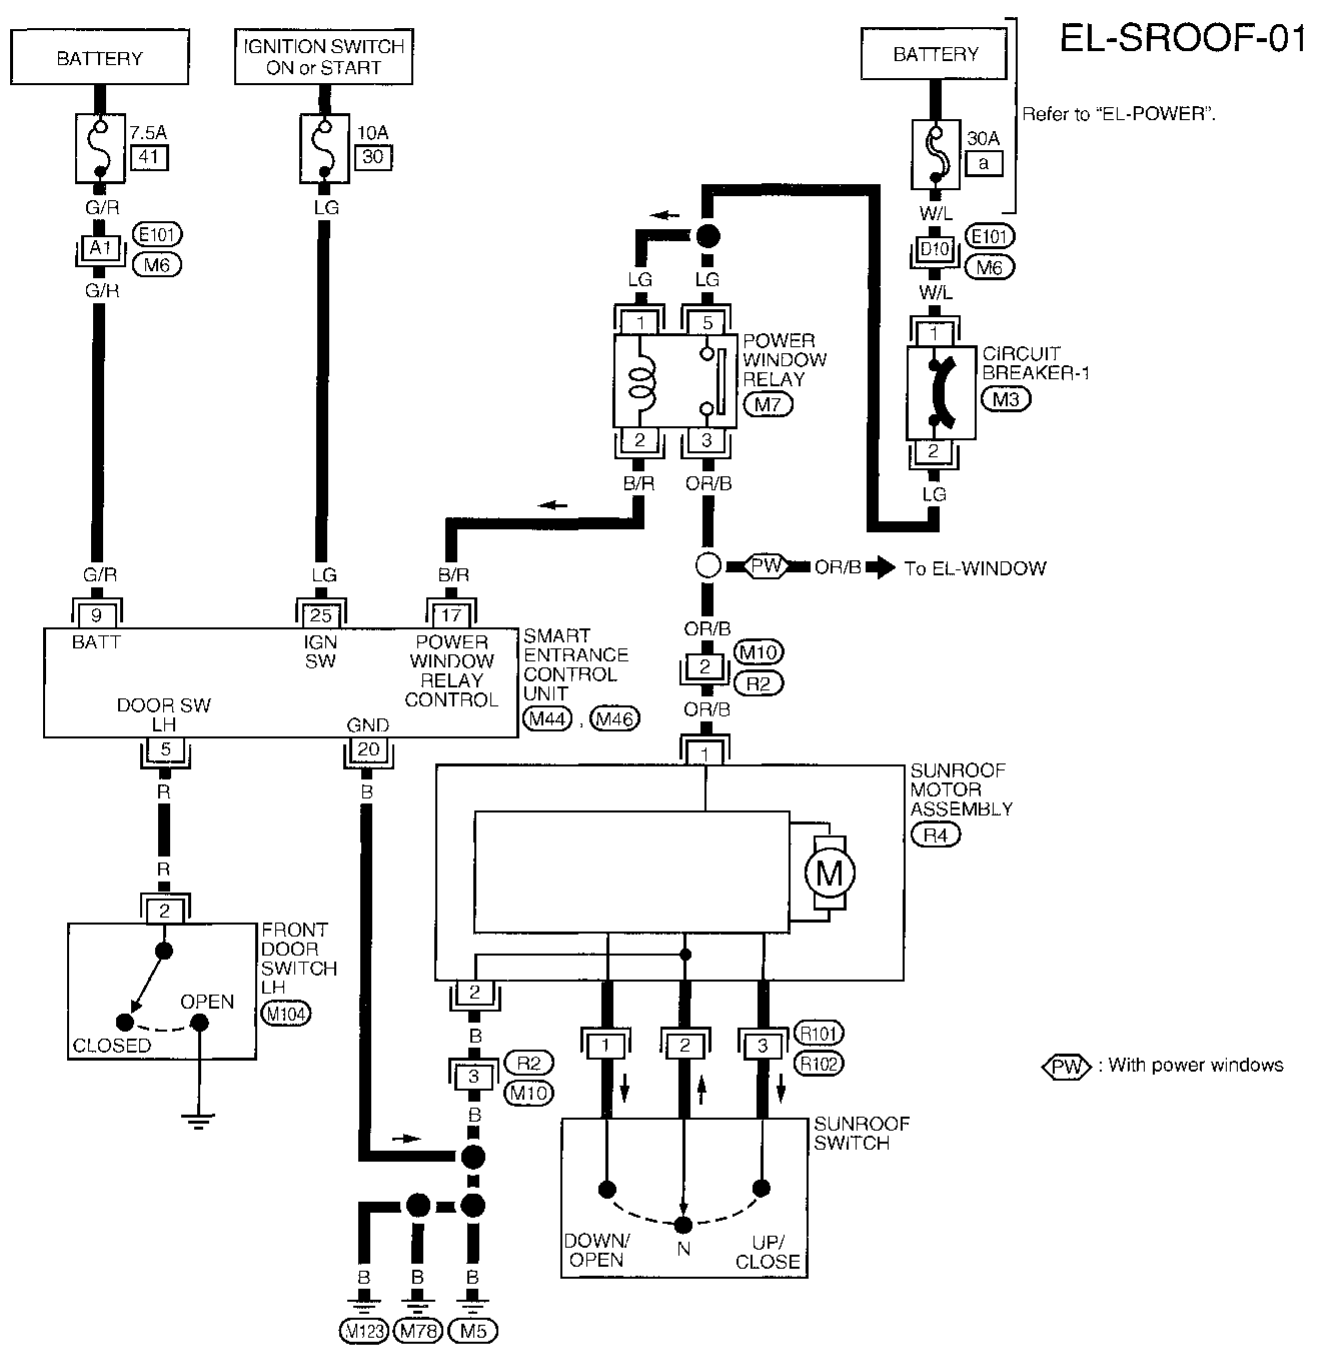 EL-SROOF-01
BATTERY
IGNITION SWITCH
ON or START
BATTERY
Refer to "EL-POWER".
7.5A
41
10A
30
30A
a
G/R
LG
W/L
A1
E101
M6
D10
E101
M6
G/R
W/L
LG
LG
1
5
POWER
WINDOW
RELAY
M7
2
3
1
CIRCUIT
BREAKER-1
M3
2
B/R
OR/B
LG
PW
OR/B
To EL-WINDOW
G/R
LG
B/R
9
25
17
BATT
IGN
SW
POWER
WINDOW
RELAY
CONTROL
SMART
ENTRANCE
CONTROL
UNIT
M44 , M46
DOOR SW
LH
GND
5
20
OR/B
2
M10
R2
OR/B
1
R
B
R
2
SUNROOF
MOTOR
ASSEMBLY
R4
M
FRONT
DOOR
SWITCH
LH
M104
OPEN
CLOSED
2
B
3
R2
M10
B
1
2
3
R101
R102
SUNROOF
SWITCH
DOWN/
OPEN
N
UP/
CLOSE
PW : With power windows
B
B
B
M123
M78
M5